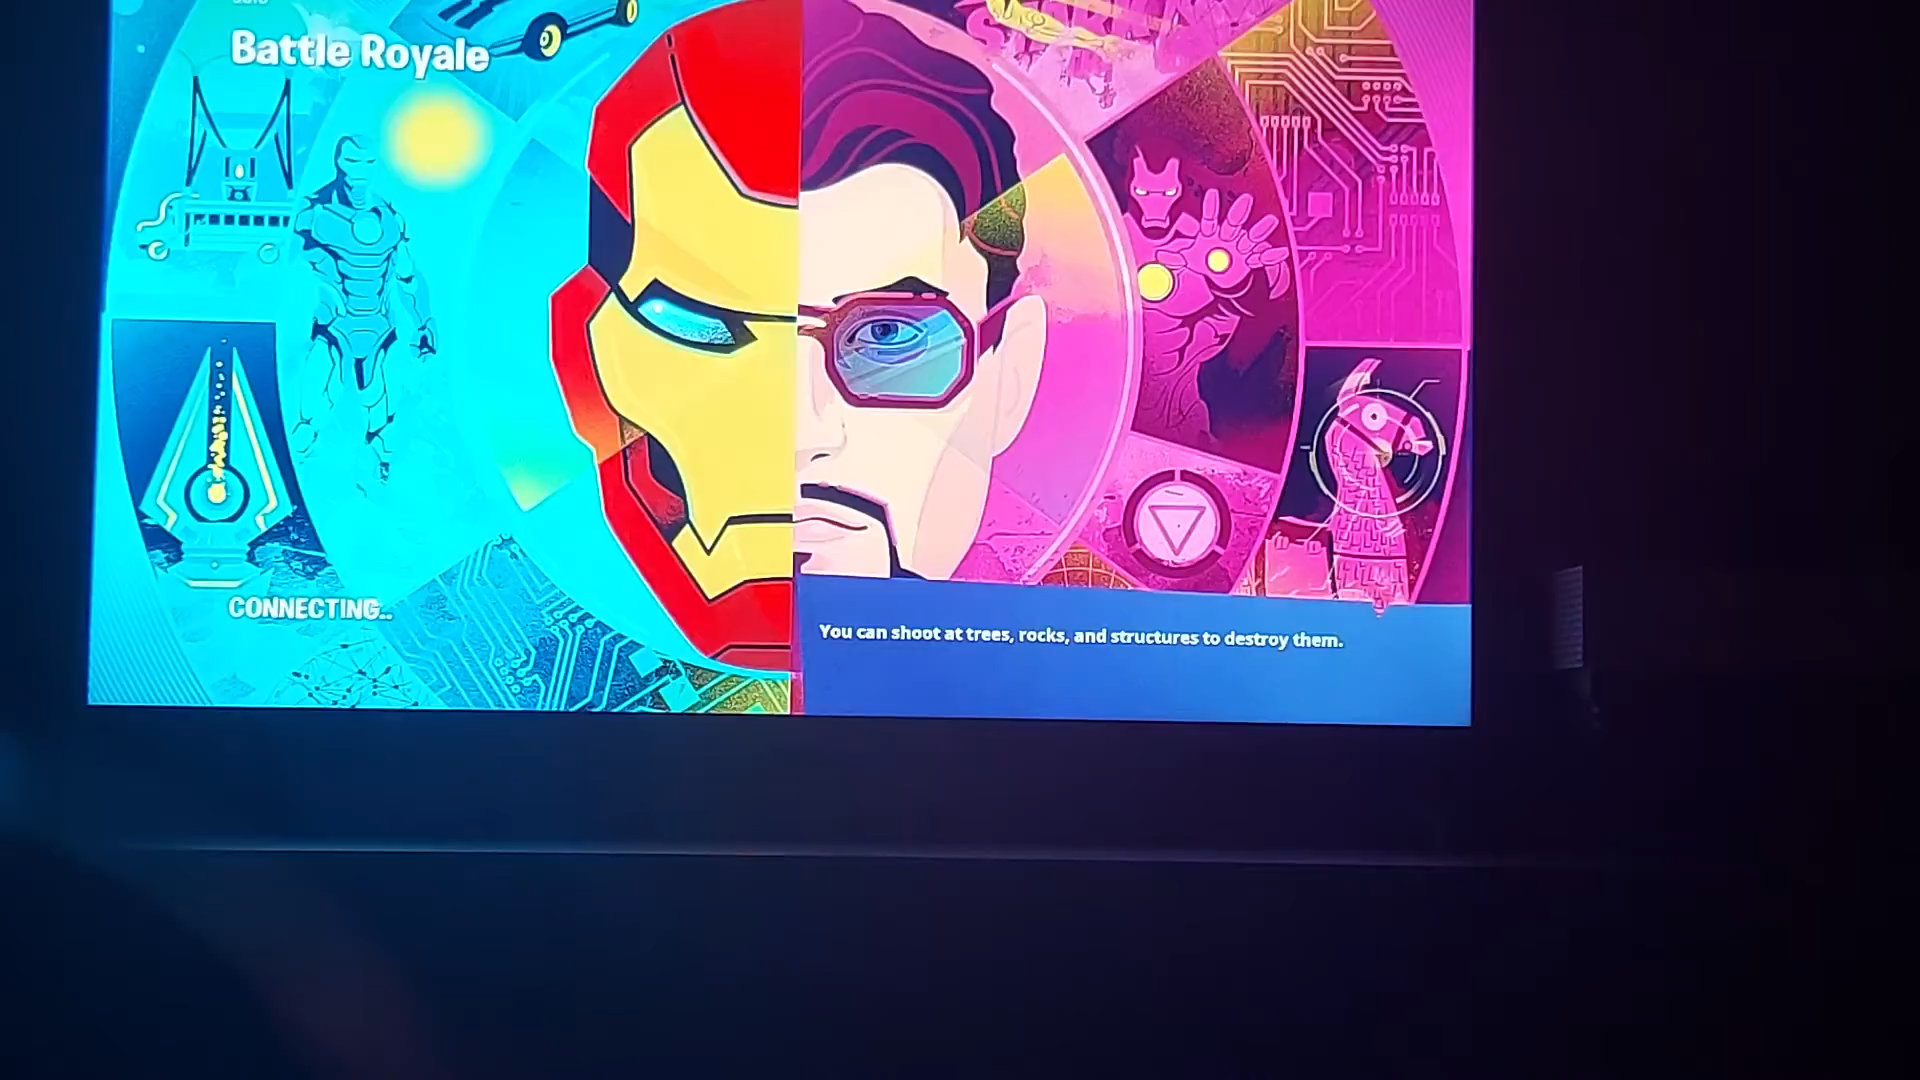 Battle Royale
CONNECTING..
You can shoot at trees, rocks, and structures to destroy them.